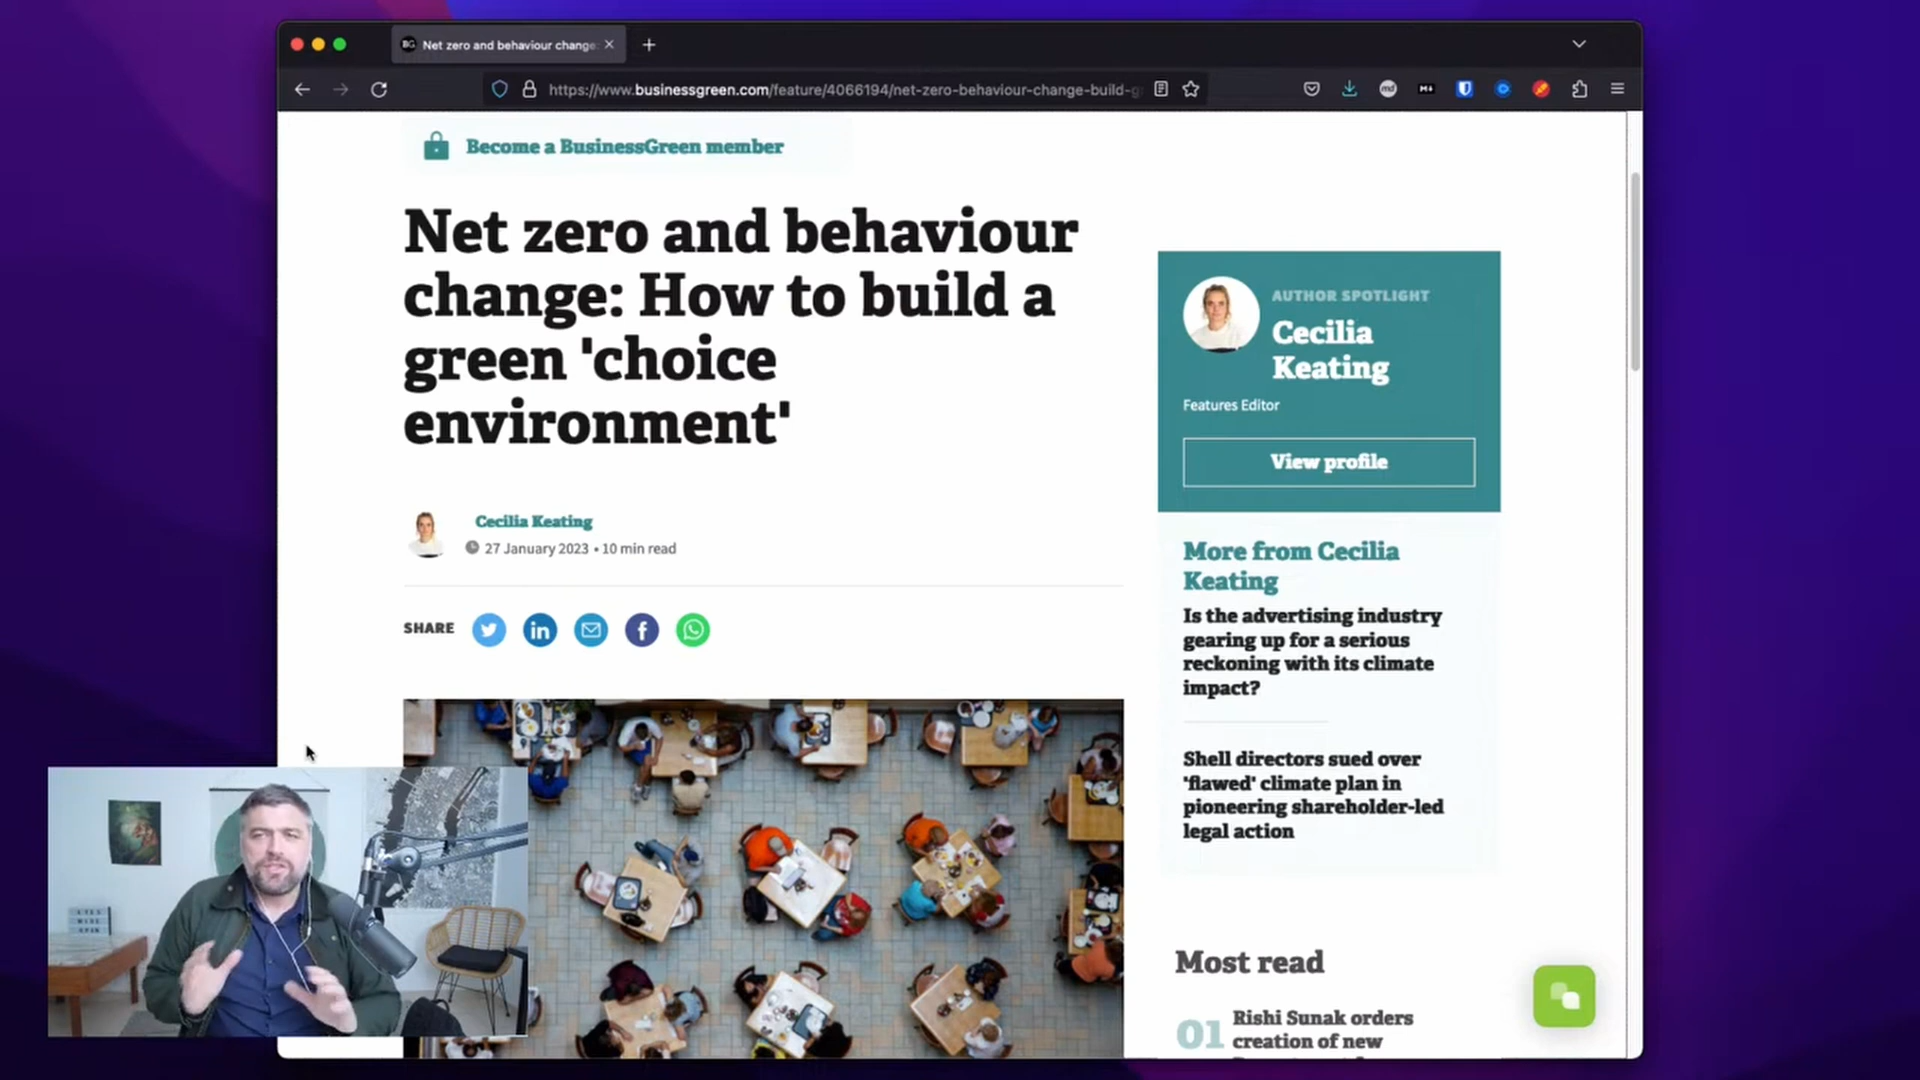 Net zero and behaviour change
https://www.businessgreen.com/feature/4066194/net-zero-behaviour-change-build-g
Become a BusinessGreen member
Net zero and behaviour
change: How to build a
green 'choice
environment'
Cecilia Keating
27 January 2023 • 10 min read
SHARE
AUTHOR SPOTLIGHT
Cecilia
Keating
Features Editor
View profile
More from Cecilia
Keating
Is the advertising industry
gearing up for a serious
reckoning with its climate
impact?
Shell directors sued over
'flawed' climate plan in
pioneering shareholder-led
legal action
Most read
01
Rishi Sunak orders
creation of new